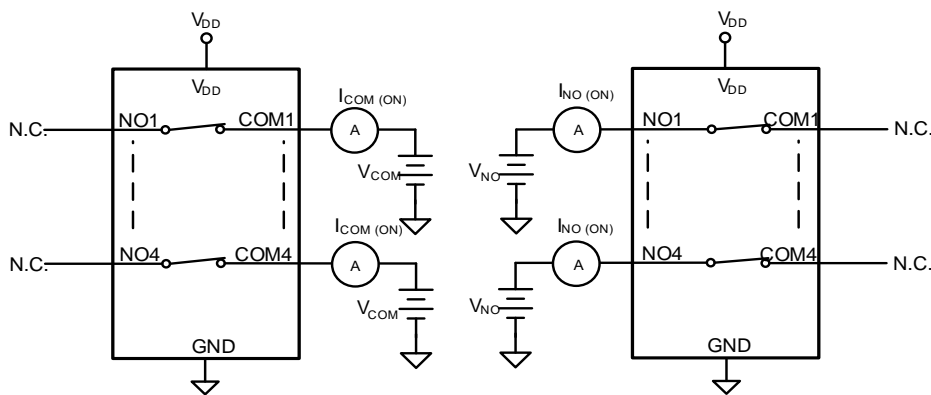 VDD
VDD
NO1
COM1
N.C.
ICOM (ON)
A
VCOM
NO4
COM4
N.C.
ICOM (ON)
A
VCOM
GND
VDD
VDD
INO (ON)
A
VNO
NO1
COM1
N.C.
INO (ON)
A
VNO
NO4
COM4
N.C.
GND